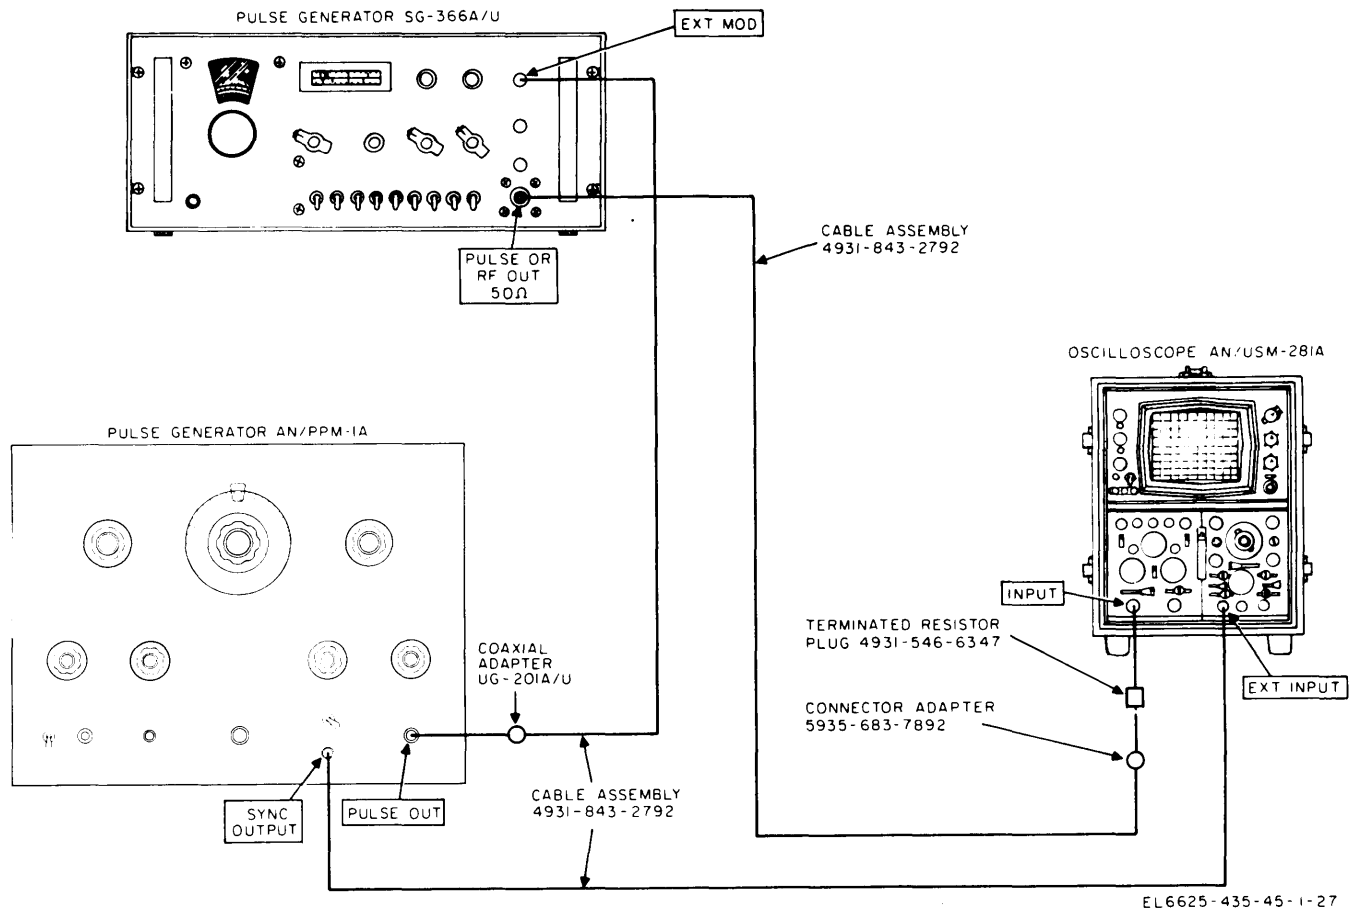 PULSE GENERATOR SG-366A/U
EXT MOD
PULSE OR
RF OUT
50Ω
CABLE ASSEMBLY
4931-843-2792
OSCILLOSCOPE AN/USM-281A
PULSE GENERATOR AN/PPM-1A
INPUT
TERMINATED RESISTOR
PLUG 4931-546-6347
COAXIAL
ADAPTER
UG-201A/U
EXT INPUT
CONNECTOR ADAPTER
5935-683-7892
SYNC
OUTPUT
PULSE OUT
CABLE ASSEMBLY
4931-843-2792
EL6625-435-45-1-27